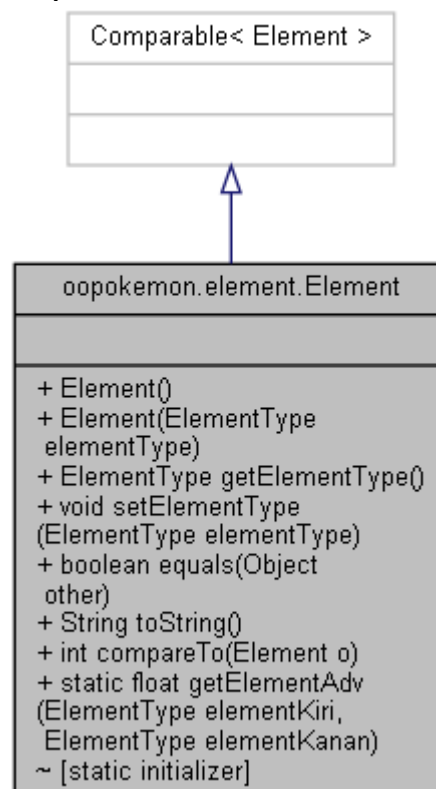 Comparable< Element >
oopokemon.element.Element
+ Element()
+ Element(ElementType
elementType)
+ ElementType getElementType()
+ void setElementType
(ElementType elementType)
+ boolean equals(Object
other)
+ String toString()
+ int compareTo(Element o)
+ static float getElementAdv
(ElementType elementKiri,
ElementType elementKanan)
~ [static initializer]